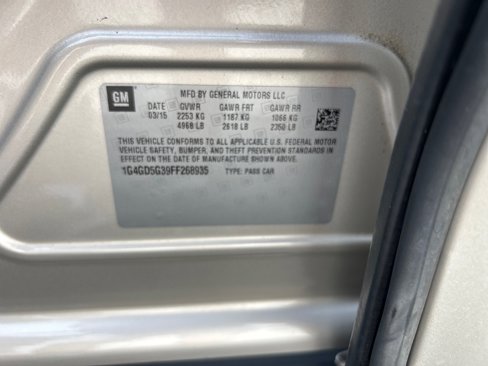 GM
MFD BY GENERAL MOTORS LLC
DATE GVWR GAWR FRT GAWR RR
03/15 2253 KG 1187 KG 1066 KG
4968 LB 2618 LB 2350 LB
THIS VEHICLE CONFORMS TO ALL APPLICABLE U.S. FEDERAL MOTOR
VEHICLE SAFETY, BUMPER, AND THEFT PREVENTION STANDARDS IN
EFFECT ON THE DATE OF MANUFACTURE SHOWN ABOVE.
1G4GD5G39FF268935 TYPE: PASS CAR